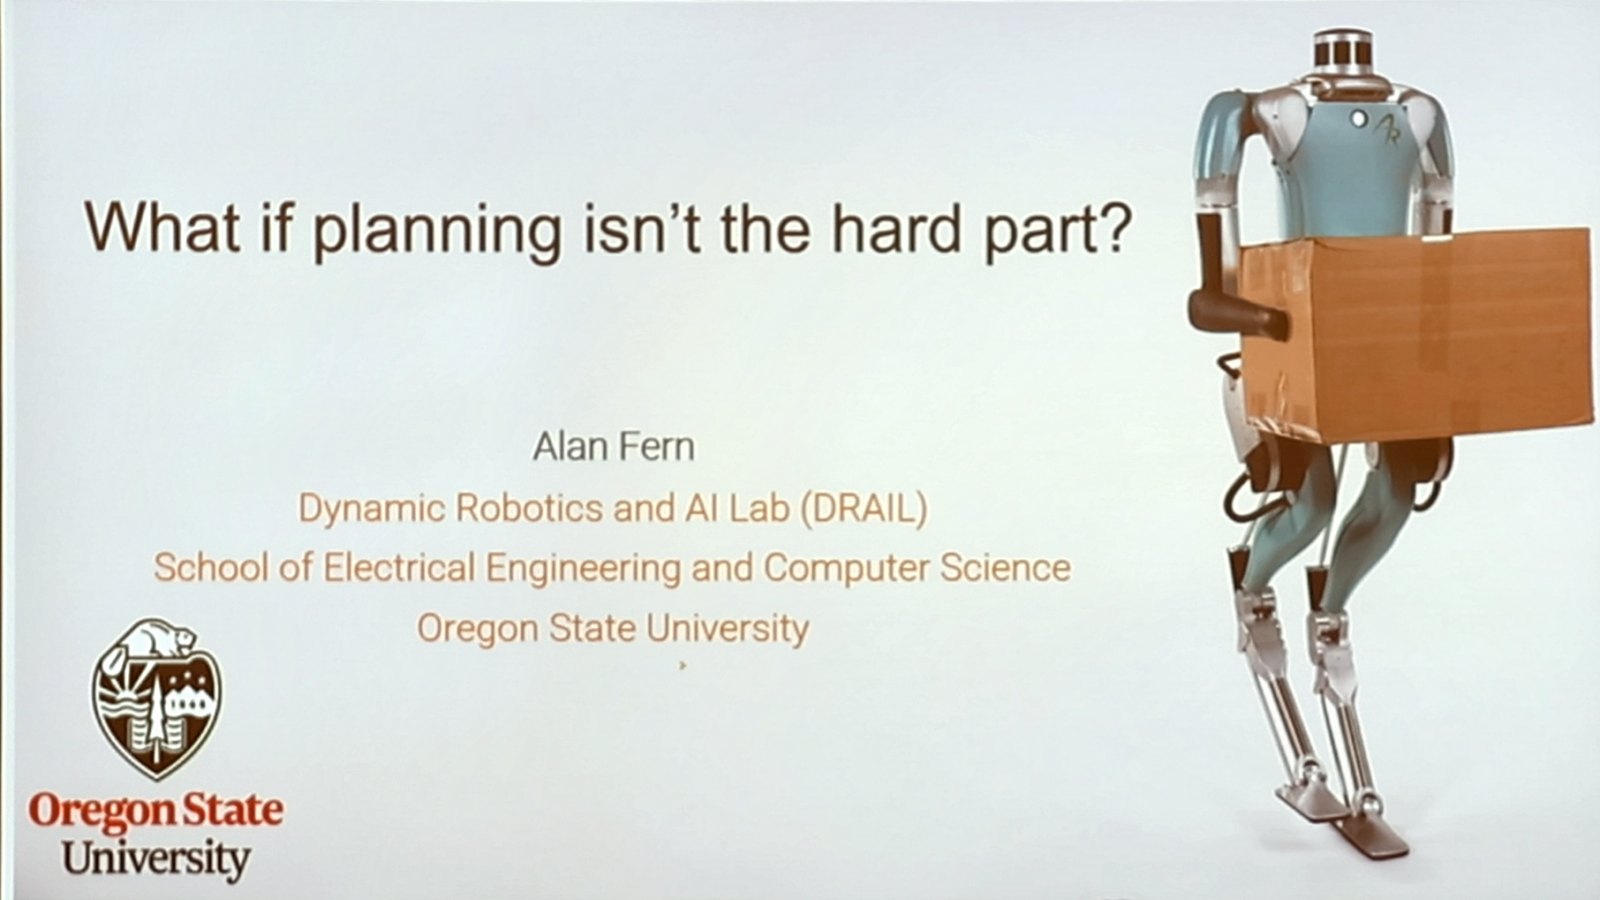 What if planning isn't the hard part?
Alan Fern
Dynamic Robotics and AI Lab (DRAIL)
School of Electrical Engineering and Computer Science
Oregon State University
Oregon State
University
AR